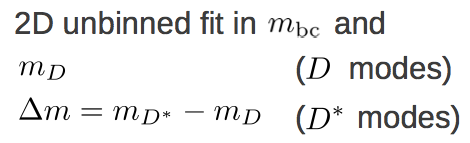 2D unbinned fit in m_bc and
m_D (D modes)
Δm = m_D* − m_D (D* modes)